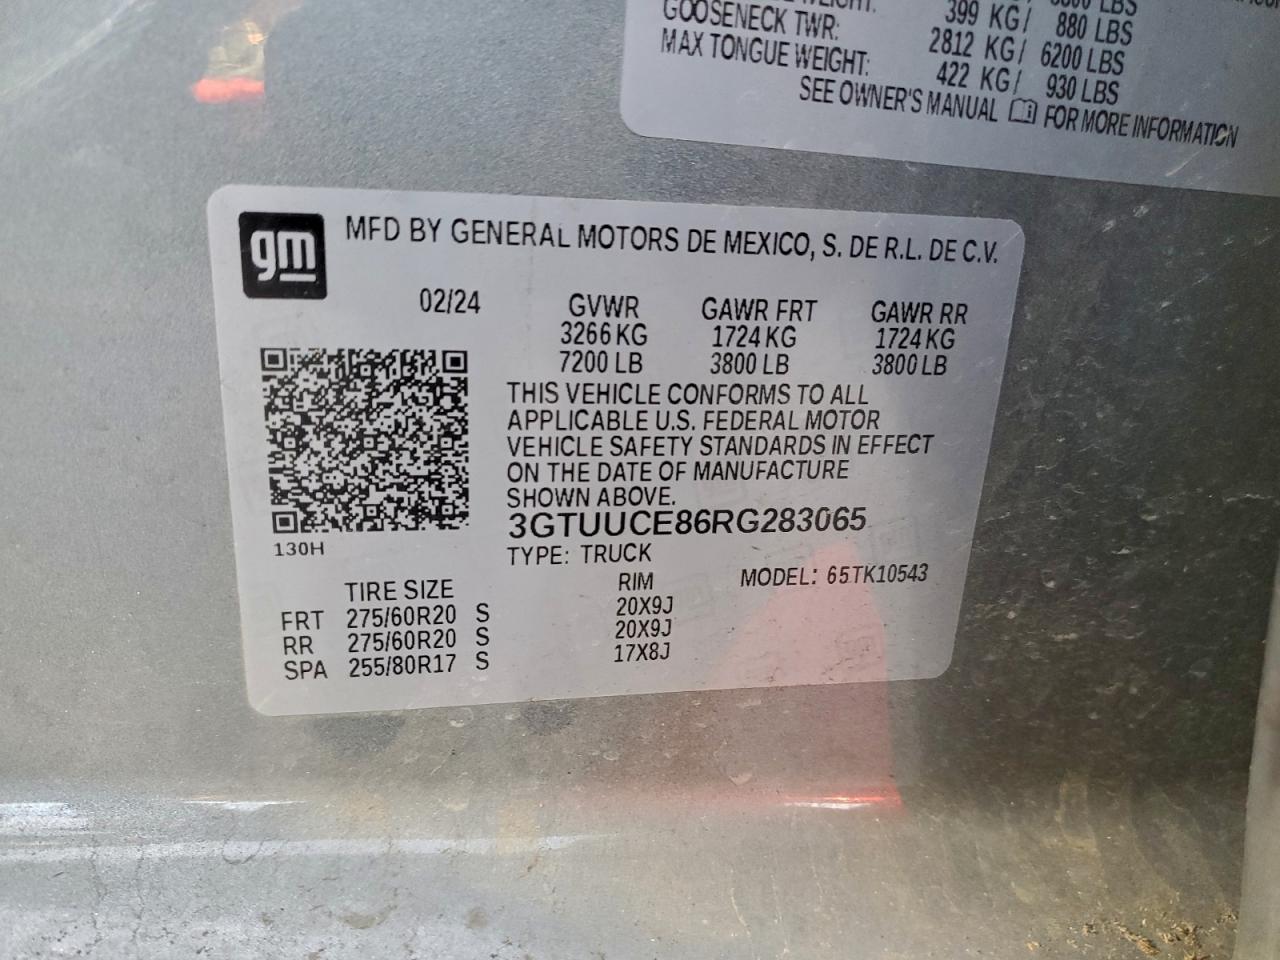 399 KG/ 880 LBS
GOOSENECK TWR: 2812 KG/ 6200 LBS
MAX TONGUE WEIGHT: 422 KG/ 930 LBS
SEE OWNER'S MANUAL FOR MORE INFORMATION
gm
MFD BY GENERAL MOTORS DE MEXICO, S. DE R.L. DE C.V.
02/24 GVWR GAWR FRT GAWR RR
3266 KG 1724 KG 1724 KG
7200 LB 3800 LB 3800 LB
THIS VEHICLE CONFORMS TO ALL
APPLICABLE U.S. FEDERAL MOTOR
VEHICLE SAFETY STANDARDS IN EFFECT
ON THE DATE OF MANUFACTURE
SHOWN ABOVE.
3GTUUCE86RG283065
130H
TYPE: TRUCK
TIRE SIZE RIM MODEL: 65TK10543
FRT 275/60R20 S 20X9J
RR 275/60R20 S 20X9J
SPA 255/80R17 S 17X8J